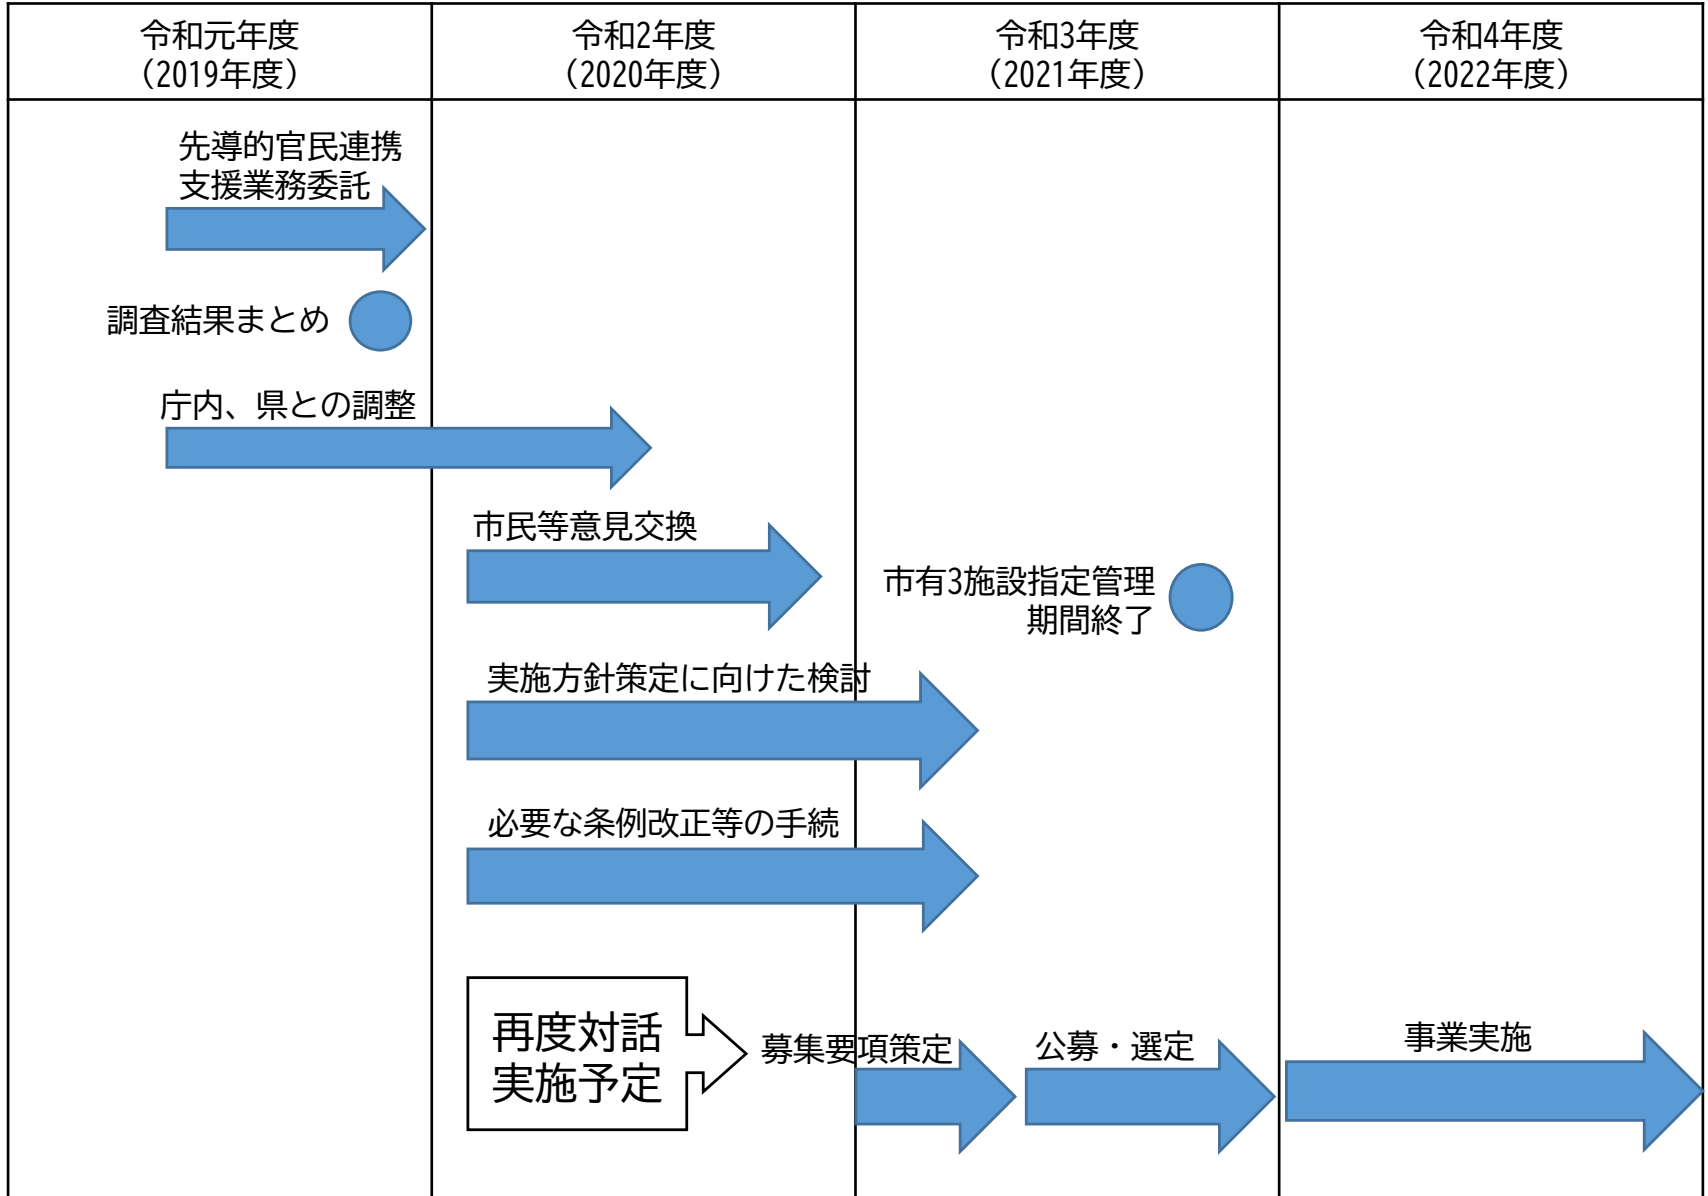 令和元年度
（2019年度）
令和2年度
（2020年度）
令和3年度
（2021年度）
令和4年度
（2022年度）
先導的官民連携
支援業務委託
調査結果まとめ
庁内、県との調整
市民等意見交換
市有3施設指定管理
期間終了
実施方針策定に向けた検討
必要な条例改正等の手続
再度対話
実施予定
募集要項策定
公募・選定
事業実施